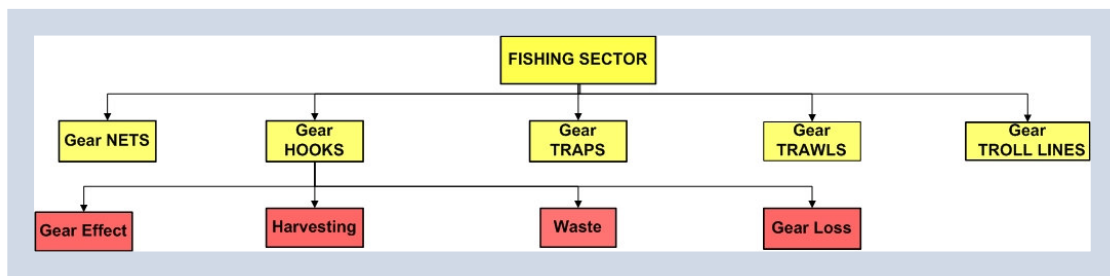 FISHING SECTOR
Gear NETS
Gear
HOOKS
Gear
TRAPS
Gear
TRAWLS
Gear
TROLL LINES
Gear Effect
Harvesting
Waste
Gear Loss